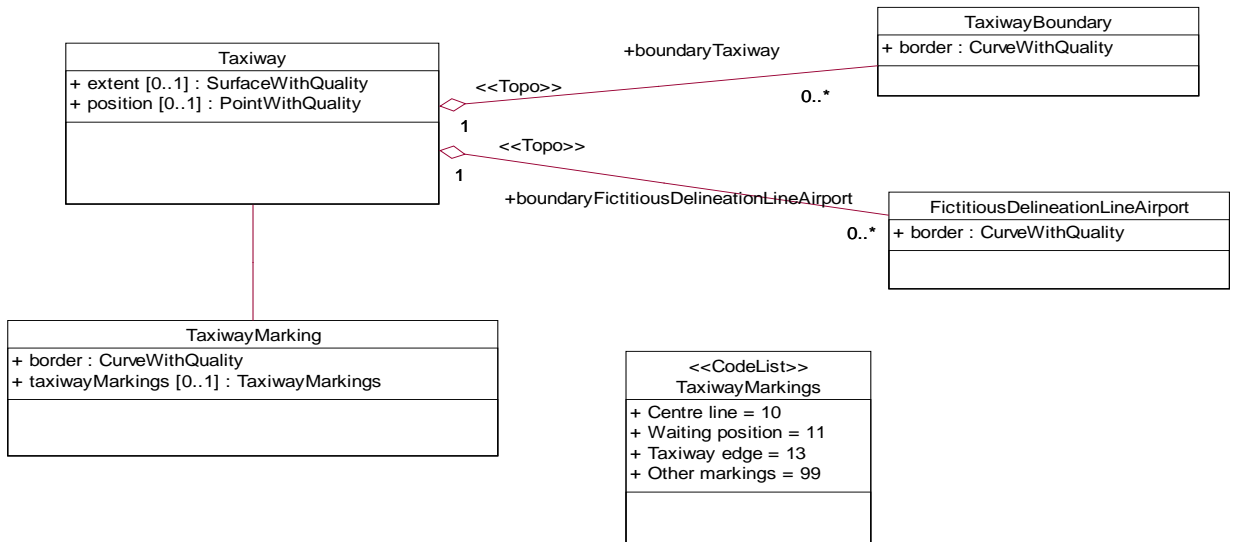 Taxiway
+ extent [0..1] : SurfaceWithQuality
+ position [0..1] : PointWithQuality
+boundaryTaxiway
<<Topo>>
1
0..*
TaxiwayBoundary
+ border : CurveWithQuality
<<Topo>>
1
+boundaryFictitiousDelineationLineAirport
0..*
FictitiousDelineationLineAirport
+ border : CurveWithQuality
TaxiwayMarking
+ border : CurveWithQuality
+ taxiwayMarkings [0..1] : TaxiwayMarkings
<<CodeList>>
TaxiwayMarkings
+ Centre line = 10
+ Waiting position = 11
+ Taxiway edge = 13
+ Other markings = 99